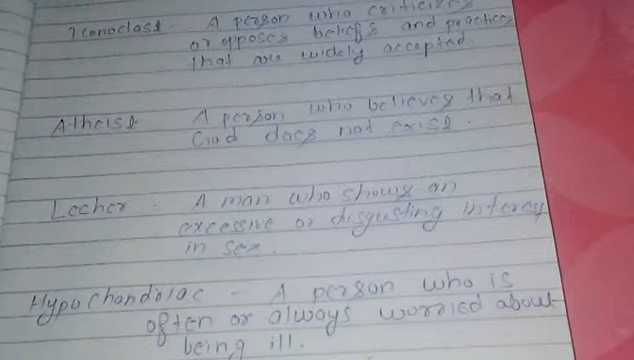 Iconoclast - A person who criticizes
or opposes beliefs and practices
that are widely accepted.
Atheist A person who believes that
God does not exist.
Lecher - A man who shows an
excessive or disgusting interest
in sex.
Hypochondriac - A person who is
often or always worried about
being ill.